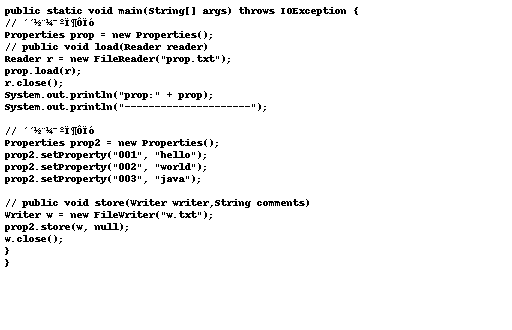 public static void main(String[] args) throws IOException {
// ´´½¨¼¯ºÏ¶ÔÏó
Properties prop = new Properties();
// public void load(Reader reader)
Reader r = new FileReader("prop.txt");
prop.load(r);
r.close();
System.out.println("prop:" + prop);
System.out.println("---------------------");
// ´´½¨¼¯ºÏ¶ÔÏó
Properties prop2 = new Properties();
prop2.setProperty("001", "hello");
prop2.setProperty("002", "world");
prop2.setProperty("003", "java");
// public void store(Writer writer,String comments)
Writer w = new FileWriter("w.txt");
prop2.store(w, null);
w.close();
}
}